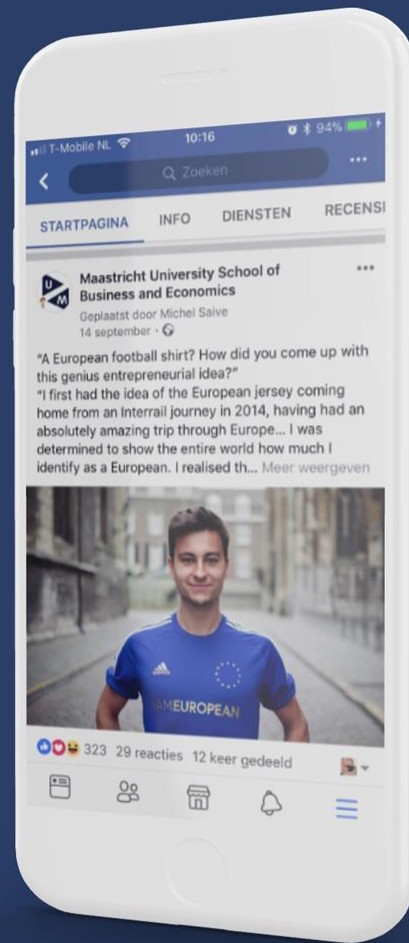 T-Mobile NL
10:16
94%
Zoeken
STARTPAGINA
INFO
DIENSTEN
RECENSI
U
M
Maastricht University School of
Business and Economics
Geplaatst door Michel Saive
14 september ·
"A European football shirt? How did you come up with
this genius entrepreneurial idea?"
"I first had the idea of the European jersey coming
home from an Interrail journey in 2014, having had an
absolutely amazing trip through Europe... I was
determined to show the entire world how much I
identify as a European. I realised th... Meer weergeven
AMEUROPEAN
323 29 reacties 12 keer gedeeld